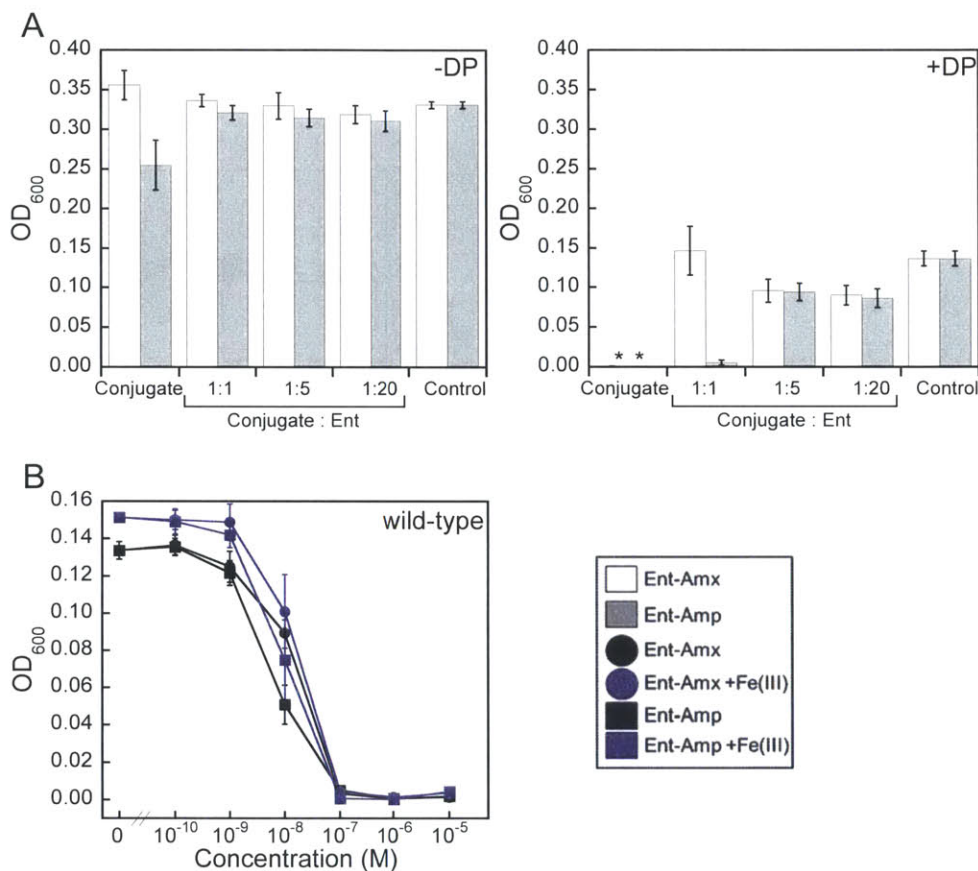 A
-DP
OD600
0.40
0.35
0.30
0.25
0.20
0.15
0.10
0.05
0.00
Conjugate 1:1 1:5 1:20 Control
Conjugate : Ent
+DP
OD600
0.40
0.35
0.30
0.25
0.20
0.15
0.10
0.05
0.00
* *
Conjugate 1:1 1:5 1:20 Control
Conjugate : Ent
B
wild-type
OD600
0.16
0.14
0.12
0.10
0.08
0.06
0.04
0.02
0.00
0 // 10-10 10-9 10-8 10-7 10-6 10-5
Concentration (M)
Ent-Amx
Ent-Amp
Ent-Amx
Ent-Amx +Fe(III)
Ent-Amp
Ent-Amp +Fe(III)